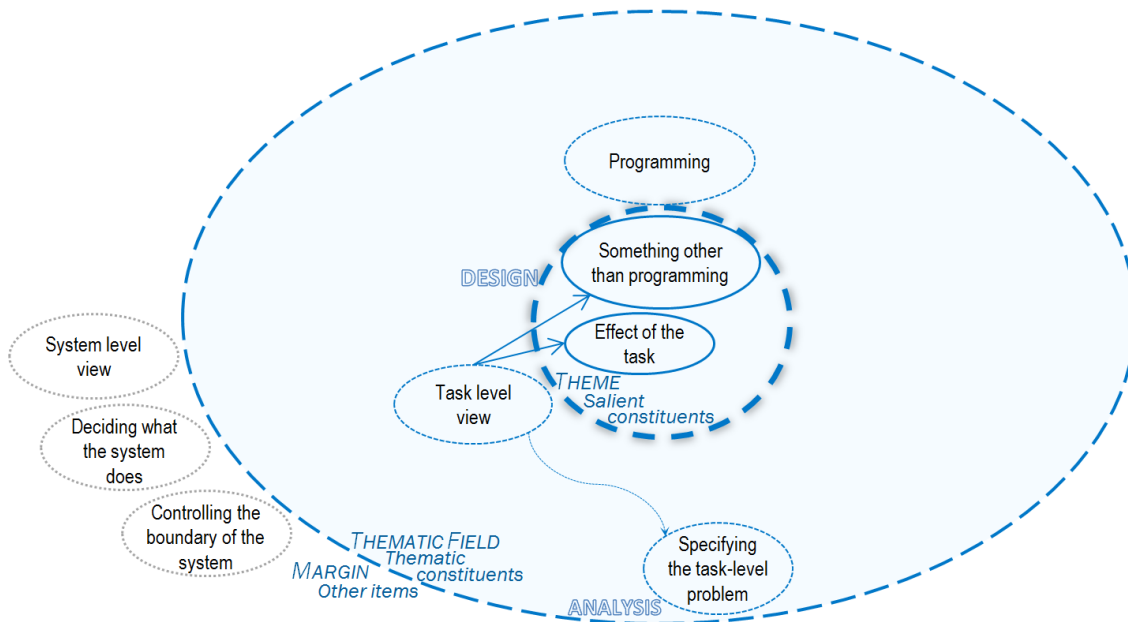 Programming
Something other
than programming
DESIGN
Effect of the
task
System level
view
THEME
Salient
constituents
Task level
view
Deciding what
the system
does
Controlling the
boundary of the
system
THEMATIC FIELD
Thematic
constituents
MARGIN
Other items
Specifying
the task-level
problem
ANALYSIS